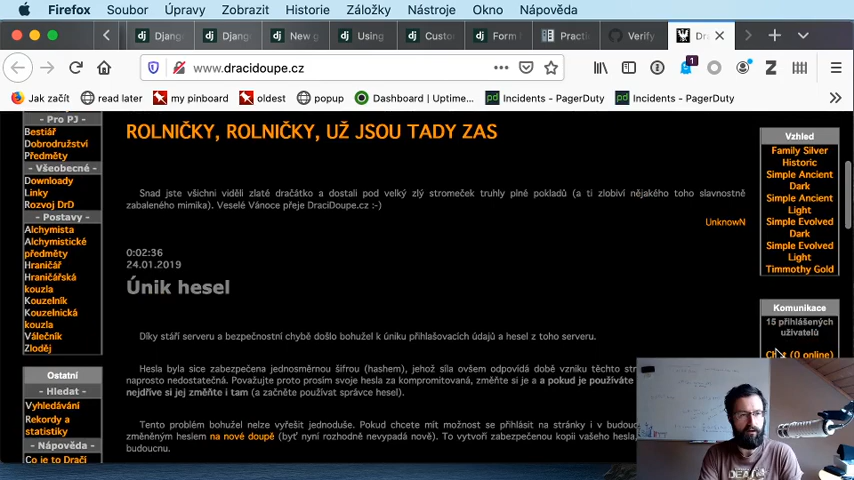 Firefox Soubor Úpravy Zobrazit Historie Záložky Nástroje Okno Nápověda
Django Djang New g Using Custo Form Practi Verify Dra
www.dracidoupe.cz
1
Jak začít read later my pinboard oldest popup Dashboard | Uptime... Incidents - PagerDuty Incidents - PagerDuty
- Pro PJ -
Bestiář
Dobrodružství
Předměty
- Všeobecné -
Downloady
Linky
Rozvoj DrD
- Postavy -
Alchymista
Alchymistické
předměty
Hraničář
Hraničářská
kouzla
Kouzelník
Kouzelnická
kouzla
Válečník
Zloděj
Ostatní
- Hledat -
Vyhledávání
Rekordy a
statistiky
- Nápověda -
Co je to Dračí
ROLNIČKY, ROLNIČKY, UŽ JSOU TADY ZAS
Snad jste všichni viděli zlaté dračátko a dostali pod velký zlý stromeček truhly plné pokladů (a ti zlobiví nějakého toho slavnostně
zabaleného mimika). Veselé Vánoce přeje DraciDoupe.cz :-)
UnknowN
0:02:36
24.01.2019
Únik hesel
Díky stáří serveru a bezpečnostní chybě došlo bohužel k úniku přihlašovacích údajů a hesel z toho serveru.
Hesla byla sice zabezpečena jednosměrnou šifrou (hashem), jehož síla ovšem odpovídá době vzniku těchto str
naprosto nedostatečná. Považujte proto prosím svoje hesla za kompromitovaná, změňte si je a a pokud je používáte
nejdříve si jej změňte i tam (a začněte používat správce hesel).
Tento problém bohužel nelze vyřešit jednoduše. Pokud chcete mít možnost se přihlásit na stránky i v budou
změněným heslem na nové doupě (byť nyní rozhodně nevypadá nově). To vytvoří zabezpečenou kopii vašeho hesla,
budoucnu.
Vzhled
Family Silver
Historic
Simple Ancient
Dark
Simple Ancient
Light
Simple Evolved
Dark
Simple Evolved
Light
Timmothy Gold
Komunikace
15 přihlášených
uživatelů
Chat (0 online)